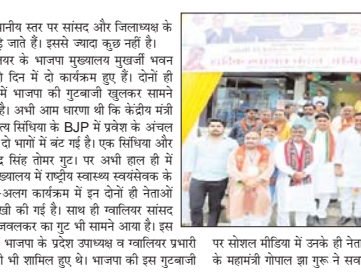 ानीय स्तर पर सांसद और जिलाध्यक्ष के
ड़े जाते हैं। इससे ज्यादा कुछ नहीं है।
लियर के भाजपा मुख्यालय मुखर्जी भवन
दिन में दो कार्यक्रम हुए हैं। दोनों ही
में भाजपा की गुटबाजी खुलकर सामने
है। अभी आम धारणा थी कि केंद्रीय मंत्री
त्य सिंधिया के BJP में प्रवेश के अंचल
दो भागों में बंट गई है। एक सिंधिया और
द्र सिंह तोमर गुट। पर अभी हाल ही में
ख्यालय में राष्ट्रीय स्वास्थ्य स्वयंसेवक के
-अलग कार्यक्रम में इन दोनों ही नेताओं
खी की गई है। साथ ही ग्वालियर सांसद
जवलकर का गुट भी सामने आया है। इस
भाजपा के प्रदेश उपाध्यक्ष व ग्वालियर प्रभारी
ी भी शामिल हुए थे। भाजपा की इस गुटबाजी
पर सोशल मीडिया में उनके ही नेत
के महामंत्री गोपाल झा गुरू ने सव